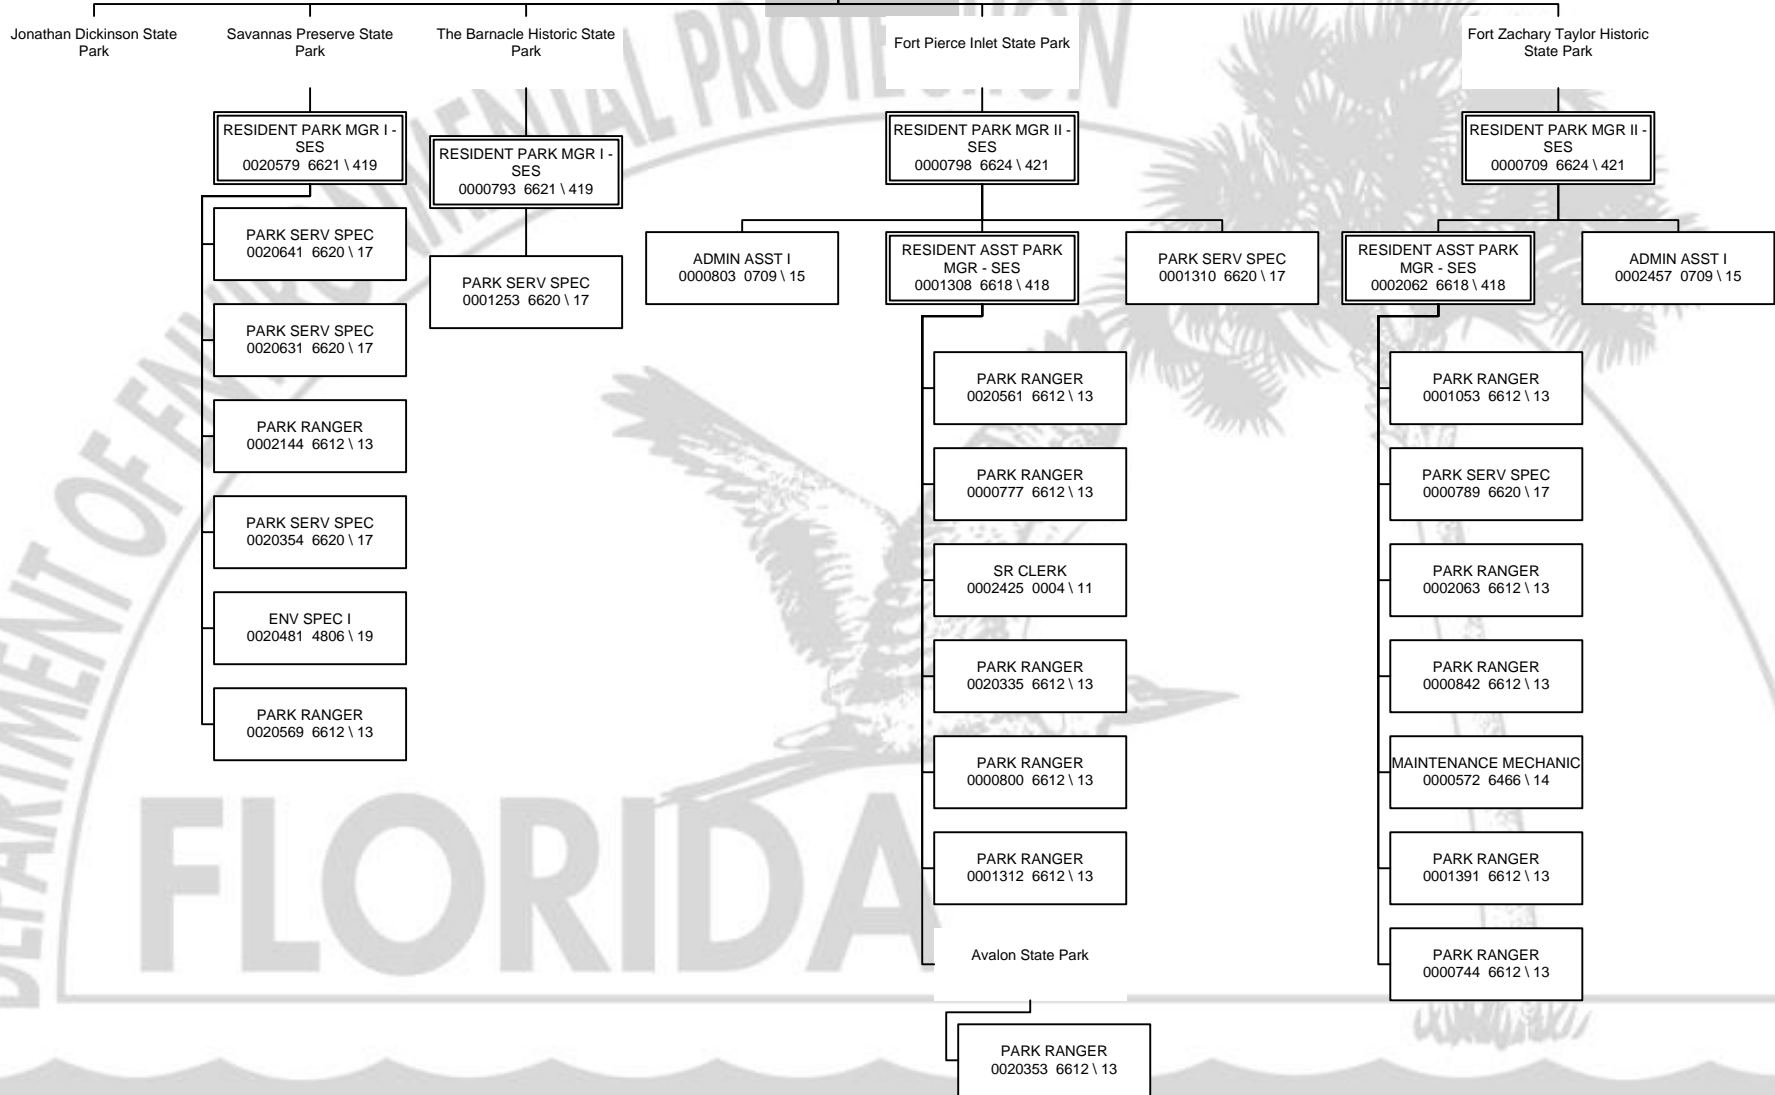 Jonathan Dickinson State
Park
Savannas Preserve State
Park
The Barnacle Historic State
Park
Fort Pierce Inlet State Park
Fort Zachary Taylor Historic
State Park
RESIDENT PARK MGR I -
SES
0020579 6621 \ 419
PARK SERV SPEC
0020641 6620 \ 17
PARK SERV SPEC
0020631 6620 \ 17
PARK RANGER
0002144 6612 \ 13
PARK SERV SPEC
0020354 6620 \ 17
ENV SPEC I
0020481 4806 \ 19
PARK RANGER
0020569 6612 \ 13
RESIDENT PARK MGR I -
SES
0000793 6621 \ 419
PARK SERV SPEC
0001253 6620 \ 17
RESIDENT PARK MGR II -
SES
0000798 6624 \ 421
ADMIN ASST I
0000803 0709 \ 15
RESIDENT ASST PARK
MGR - SES
0001308 6618 \ 418
PARK SERV SPEC
0001310 6620 \ 17
PARK RANGER
0020561 6612 \ 13
PARK RANGER
0000777 6612 \ 13
SR CLERK
0002425 0004 \ 11
PARK RANGER
0020335 6612 \ 13
PARK RANGER
0000800 6612 \ 13
PARK RANGER
0001312 6612 \ 13
Avalon State Park
PARK RANGER
0020353 6612 \ 13
RESIDENT PARK MGR II -
SES
0000709 6624 \ 421
RESIDENT ASST PARK
MGR - SES
0002062 6618 \ 418
ADMIN ASST I
0002457 0709 \ 15
PARK RANGER
0001053 6612 \ 13
PARK SERV SPEC
0000789 6620 \ 17
PARK RANGER
0002063 6612 \ 13
PARK RANGER
0000842 6612 \ 13
MAINTENANCE MECHANIC
0000572 6466 \ 14
PARK RANGER
0001391 6612 \ 13
PARK RANGER
0000744 6612 \ 13
DEPARTMENT OF ENVIRONMENTAL PROTECTION
FLORIDA